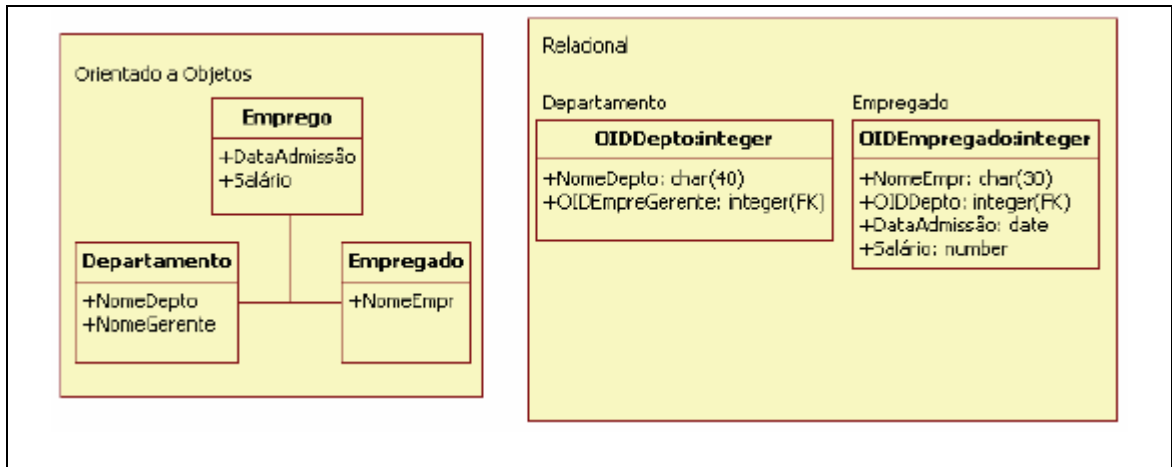 Orientado a Objetos
Emprego
+DataAdmissão
+Salário
Departamento
+NomeDepto
+NomeGerente
Empregado
+NomeEmpr
Relacional
Departamento
OIDDepto:integer
+NomeDepto: char(40)
+OIDEmpreGerente: integer(FK)
Empregado
OIDEmpregado:integer
+NomeEmpr: char(30)
+OIDDepto: integer(FK)
+DataAdmissão: date
+Salário: number